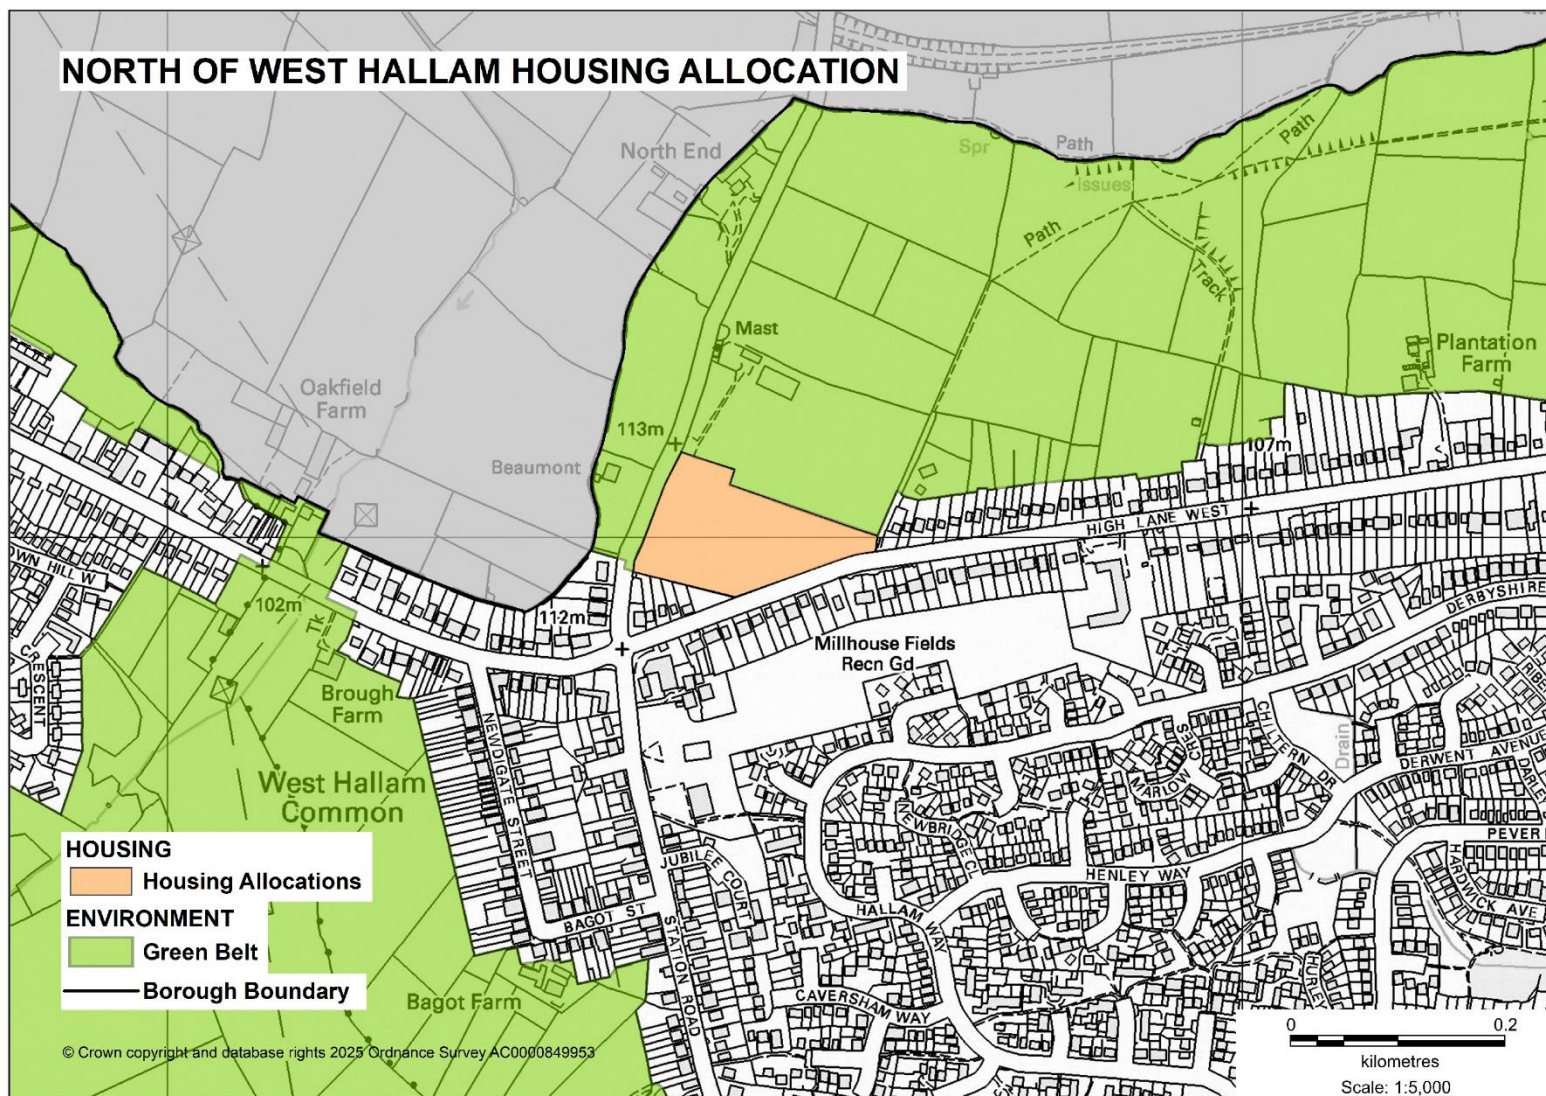 NORTH OF WEST HALLAM HOUSING ALLOCATION
North End
Spr
Path
Path
Issues
Path
Track
Mast
Plantation
Farm
Oakfield
Farm
113m
Beaumont
107m
HIGH LANE WEST
102m
Tk
112m
CRESCENT
Millhouse Fields
Recn Gd
DERBYSHIRE
Brough
Farm
NEWDIGATE STREET
CHILTERN DR
Drain
MARLOW
DERWENT AVENUE
West Hallam
Common
NEWBRIDGE CL
HOUSING
Housing Allocations
JUBILEE COURT
HENLEY WAY
HALLAM WAY
BAGOT ST
STATION ROAD
ENVIRONMENT
Green Belt
Borough Boundary
Bagot Farm
CAVERSHAM WAY
HURLEY
© Crown copyright and database rights 2025 Ordnance Survey AC0000849953
0 0.2
kilometres
Scale: 1:5,000